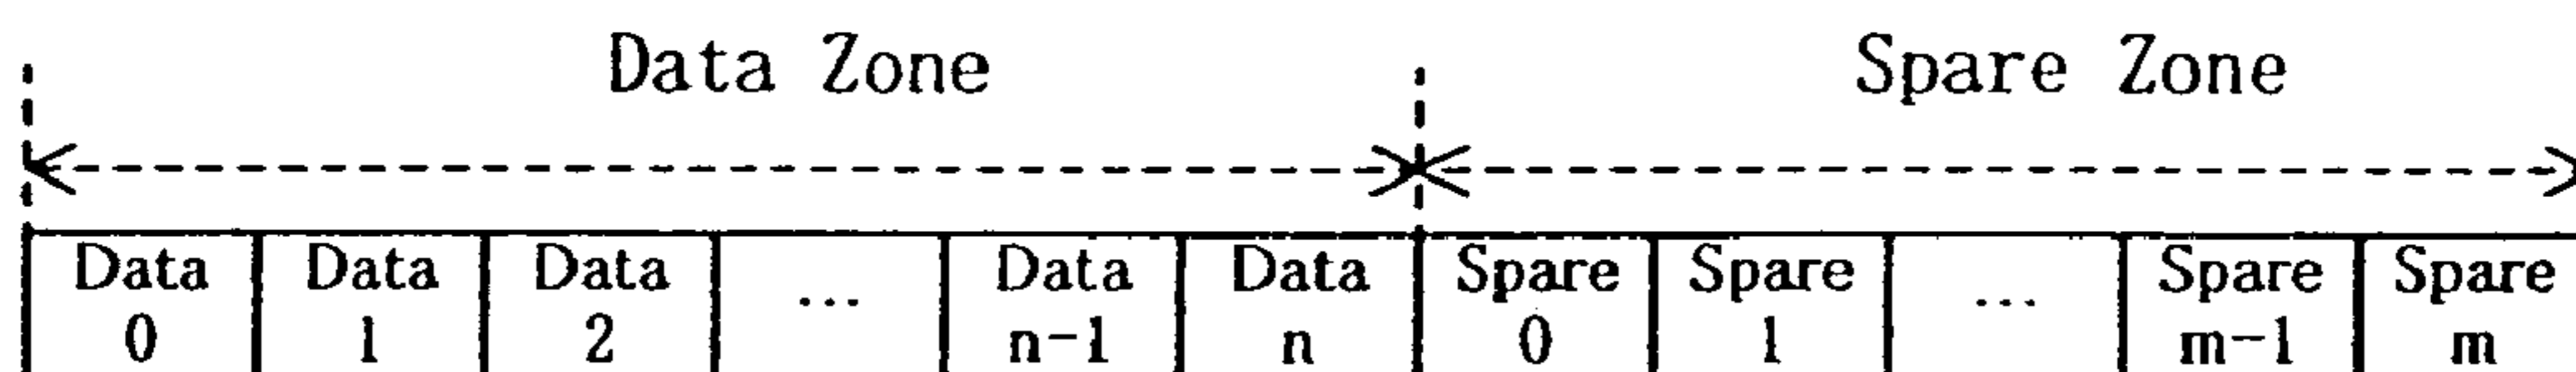 Data Zone Spare Zone
Data Data Data ... Data Data Spare Spare ... Spare Spare
0 1 2 n-1 n 0 1 m-1 m